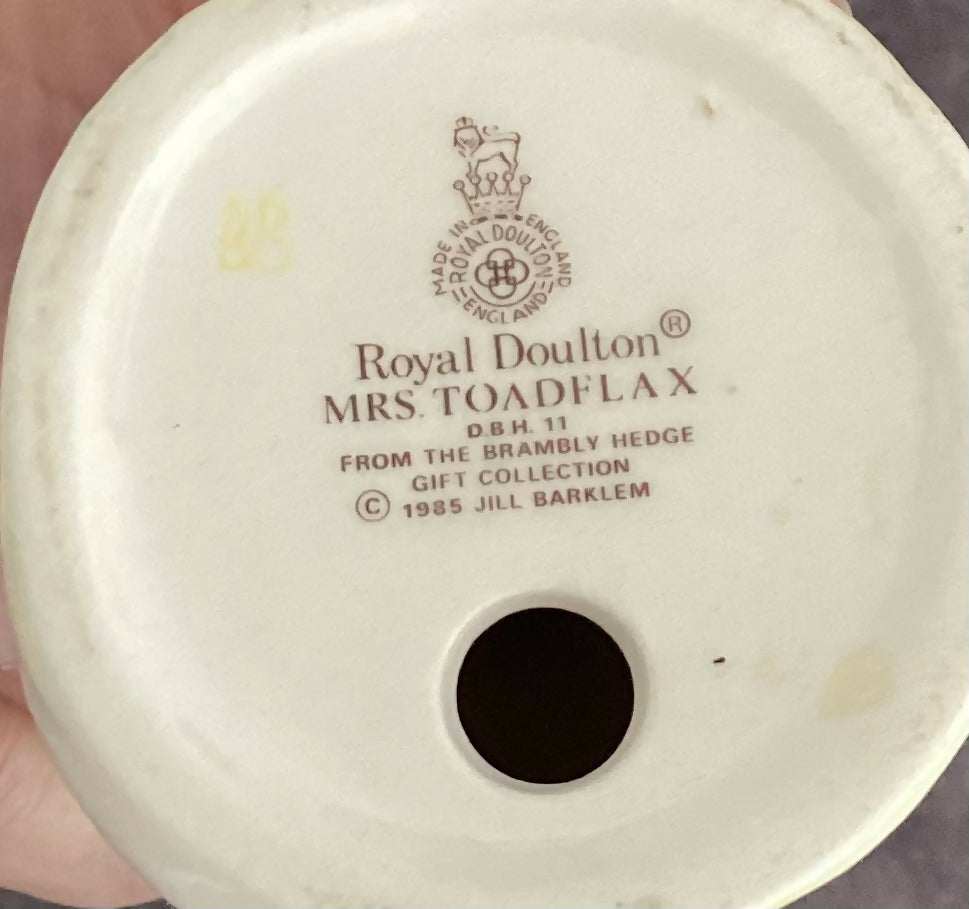 MADE IN ENGLAND
ROYAL DOULTON
ENGLAND
Royal Doulton®
MRS. TOADFLAX
D.B.H. 11
FROM THE BRAMBLY HEDGE
GIFT COLLECTION
© 1985 JILL BARKLEM